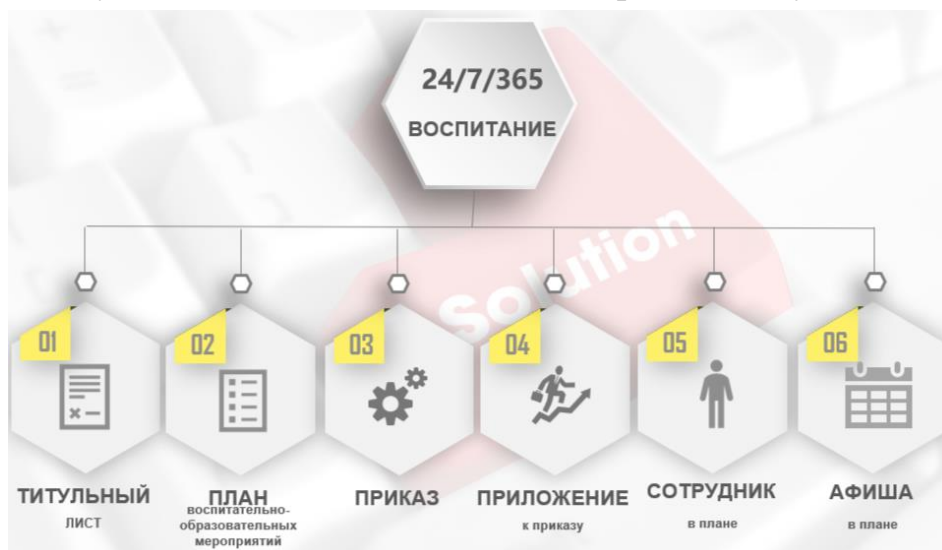 24/7/365
ВОСПИТАНИЕ
Solution
01
02
03
04
05
06
ТИТУЛЬНЫЙ
ЛИСТ
ПЛАН
воспитательно-
образовательных
мероприятий
ПРИКАЗ
ПРИЛОЖЕНИЕ
к приказу
СОТРУДНИК
в плане
АФИША
в плане